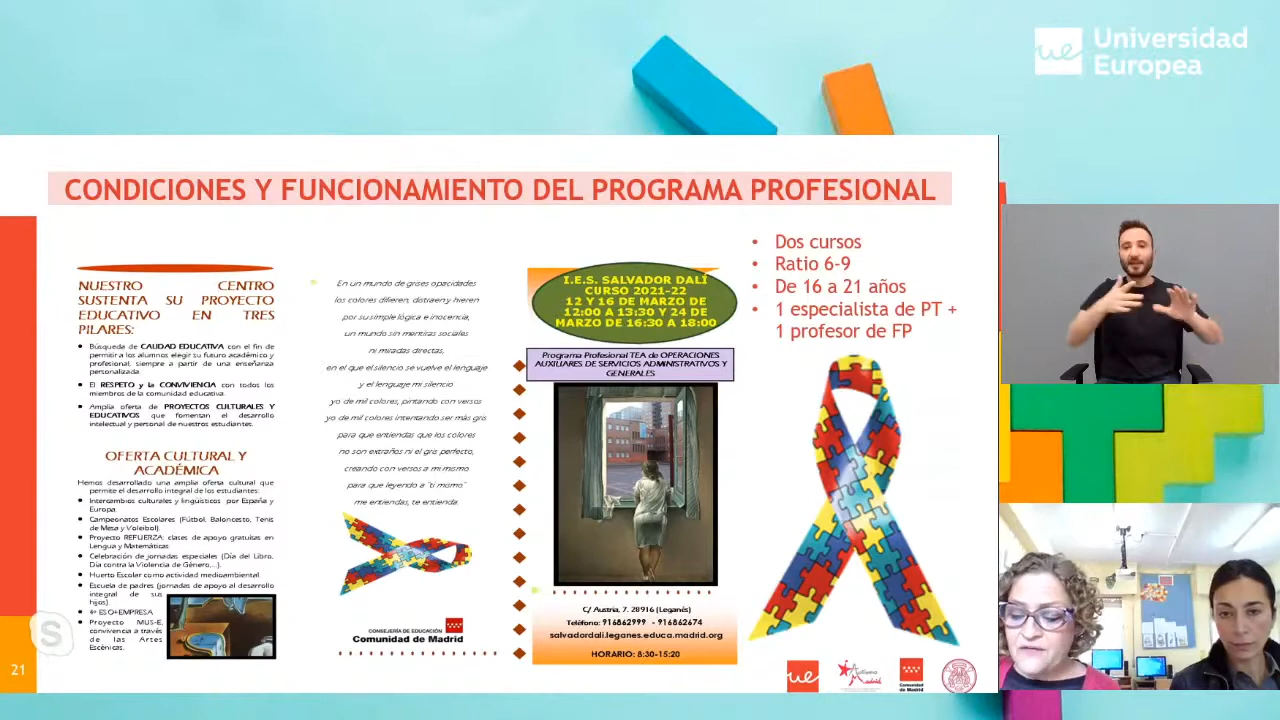 Universidad
Europea
CONDICIONES Y FUNCIONAMIENTO DEL PROGRAMA PROFESIONAL
NUESTRO CENTRO
SUSTENTA SU PROYECTO
EDUCATIVO EN TRES
PILARES:
Búsqueda de CALIDAD EDUCATIVA con el fin de
permitir a los alumnos elegir su futuro académico y
profesional, siempre a partir de una enseñanza
personalizada.
El RESPETO y la CONVIVENCIA con todos los
miembros de la comunidad educativa.
Amplia oferta de PROYECTOS CULTURALES Y
EDUCATIVOS que fomentan el desarrollo
intelectual y personal de nuestros estudiantes.
OFERTA CULTURAL Y
ACADÉMICA
Hemos desarrollado una amplia oferta cultural que
permite el desarrollo integral de los estudiantes:
Intercambios culturales y lingüísticos por España y
Europa.
Campeonatos Escolares (Fútbol, Baloncesto, Tenis
de Mesa y Voleibol).
Proyecto REFUERZA: clases de apoyo gratuitas en
Lengua y Matemáticas.
Celebración de jornadas especiales (Día del Libro,
Día contra la Violencia de Género,...).
Huerto Escolar como actividad medioambiental.
Escuela de padres (jornadas de apoyo al desarrollo
integral de sus
hijos).
4º ESO+EMPRESA
Proyecto MUS-E,
convivencia a través
de las Artes
Escénicas.
21
En un mundo de grises opacidades
los colores difieren, distraen y hieren
por su simple lógica e inocencia,
un mundo sin mentiras sociales
ni miradas directas,
en el que el silencio se vuelve el lenguaje
y el lenguaje mi silencio
yo de mil colores, pintando con versos
yo de mil colores intentando ser más gris
para que entiendas que los colores
no son extraños ni el gris perfecto,
creando con versos a mi mismo
para que leyendo a "ti mismo"
me entiendas, te entienda.
CONSEJERÍA DE EDUCACIÓN
Comunidad de Madrid
I.E.S. SALVADOR DALÍ
CURSO 2021-22
12 Y 16 DE MARZO DE
12:00 A 13:30 Y 24 DE
MARZO DE 16:30 A 18:00
Programa Profesional TEA de OPERACIONES
AUXILIARES DE SERVICIOS ADMINISTRATIVOS Y
GENERALES
C/ Austria, 7. 28916 (Leganés)
Teléfono: 916862999 - 916862674
salvadordali.leganes.educa.madrid.org
HORARIO: 8:30-15:20
• Dos cursos
• Ratio 6-9
• De 16 a 21 años
• 1 especialista de PT +
1 profesor de FP
ue
Autismo
Madrid
Comunidad
de Madrid